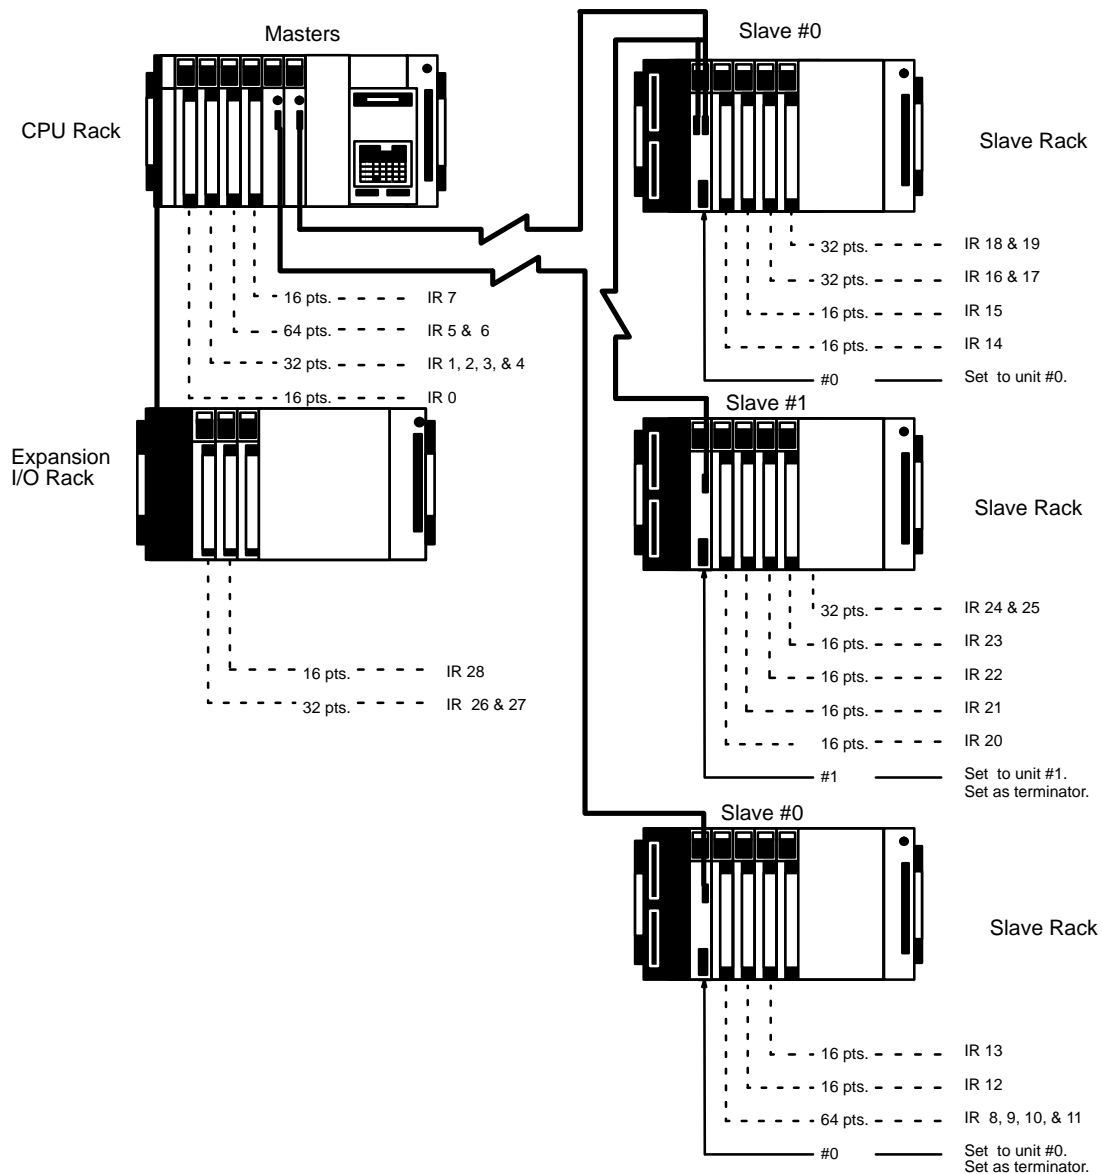 Masters
CPU Rack
16 pts. IR 7
64 pts. IR 5 & 6
32 pts. IR 1, 2, 3, & 4
16 pts. IR 0
Expansion
I/O Rack
16 pts. IR 28
32 pts. IR 26 & 27
Slave #0
Slave Rack
32 pts. IR 18 & 19
32 pts. IR 16 & 17
16 pts. IR 15
16 pts. IR 14
#0 Set to unit #0.
Slave #1
Slave Rack
32 pts. IR 24 & 25
16 pts. IR 23
16 pts. IR 22
16 pts. IR 21
16 pts. IR 20
#1 Set to unit #1.
Set as terminator.
Slave #0
Slave Rack
16 pts. IR 13
16 pts. IR 12
64 pts. IR 8, 9, 10, & 11
#0 Set to unit #0.
Set as terminator.